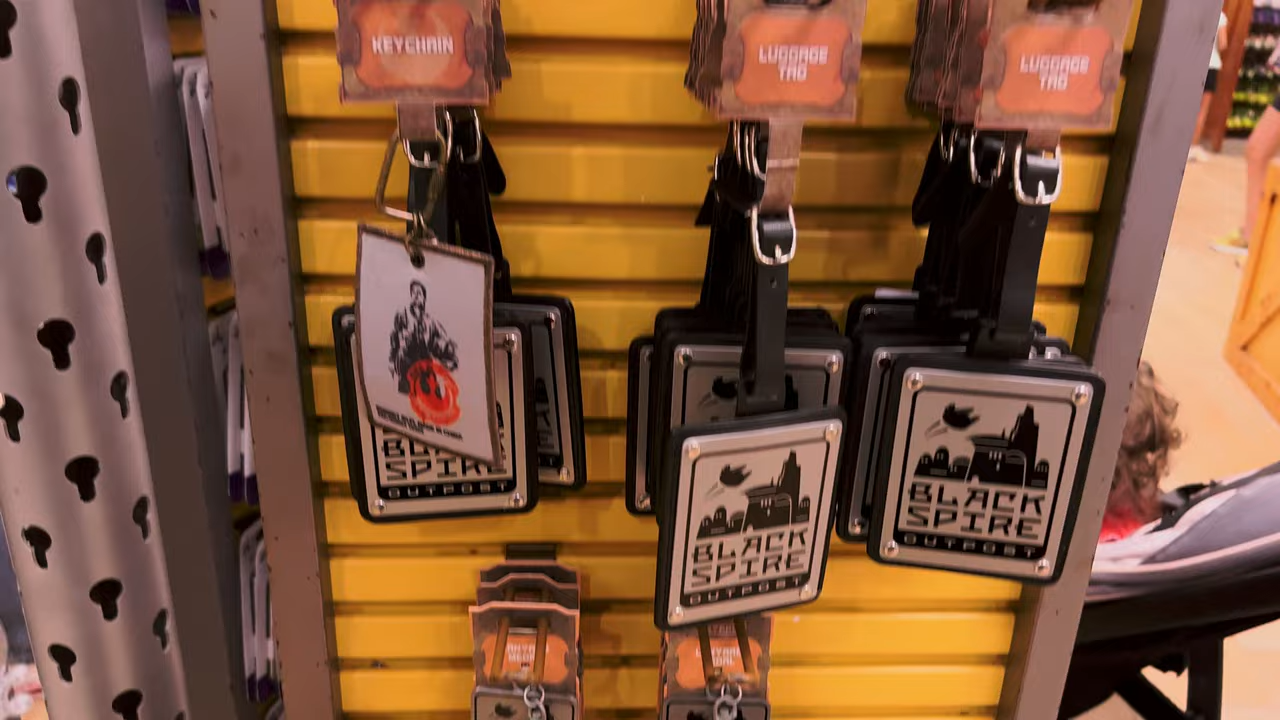 KEYCHAIN
LUGGAGE
TAG
LUGGAGE
TAG
BLACK
SPIRE
OUTPOST
BLACK
SPIRE
OUTPOST
BLACK
SPIRE
OUTPOST